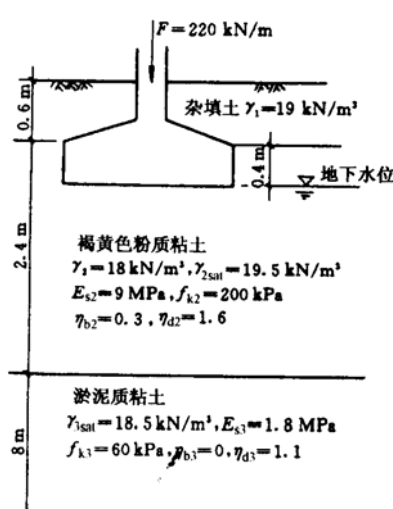 F=220 kN/m
0.6 m
杂填土 γ₁=19 kN/m³
0.4 m
地下水位
2.4 m
褐黄色粉质粘土
γ₂=18 kN/m³,γ₂sat=19.5 kN/m³
Es2=9 MPa,fk2=200 kPa
ηb2=0.3,ηd2=1.6
淤泥质粘土
γ3sat=18.5 kN/m³,Es3=1.8 MPa
fk3=60 kPa,ηb3=0,ηd3=1.1
8m